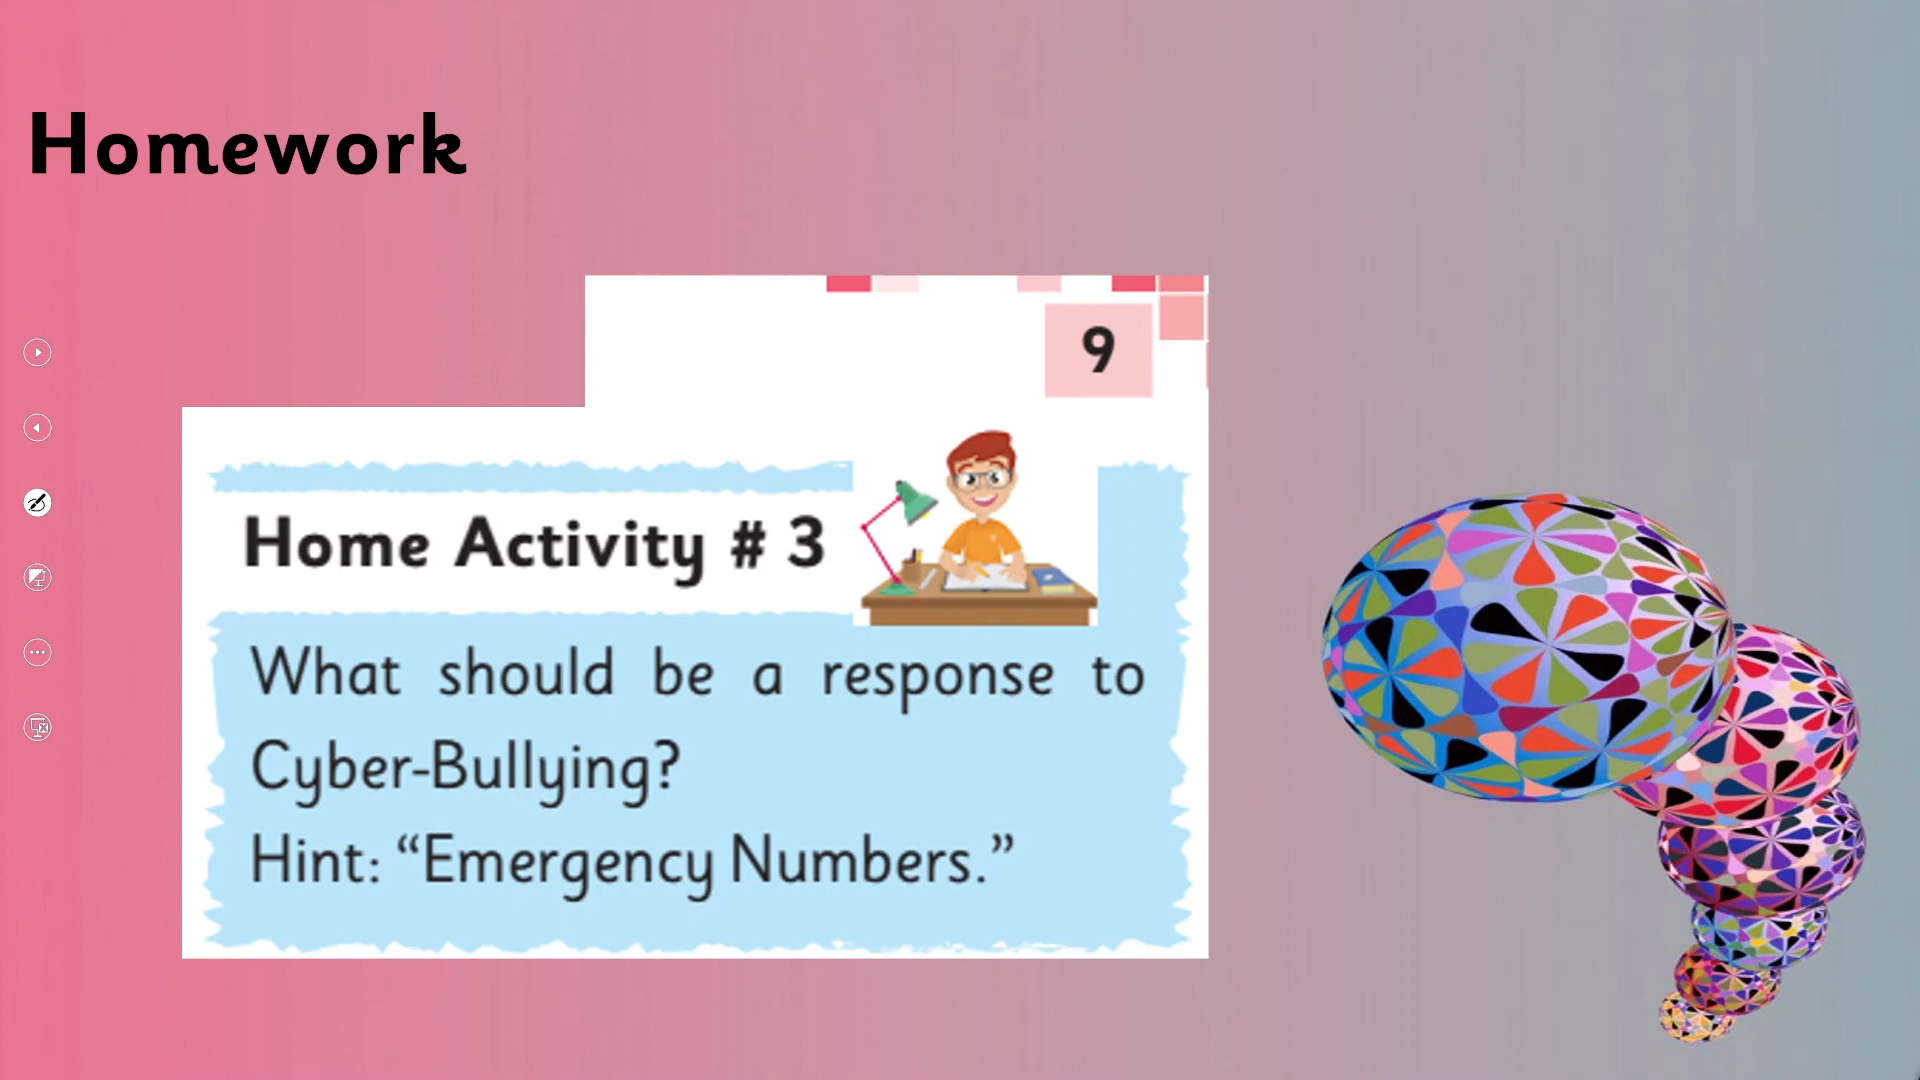 Homework
9
Home Activity # 3
What should be a response to
Cyber-Bullying?
Hint: “Emergency Numbers.”